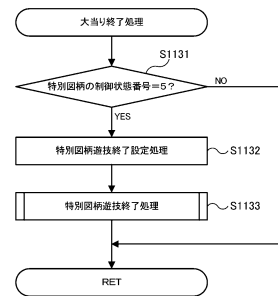 大当り終了処理
S1131
特別図柄の制御状態番号=5?
NO
YES
特別図柄遊技終了設定処理
S1132
特別図柄遊技終了処理
S1133
RET